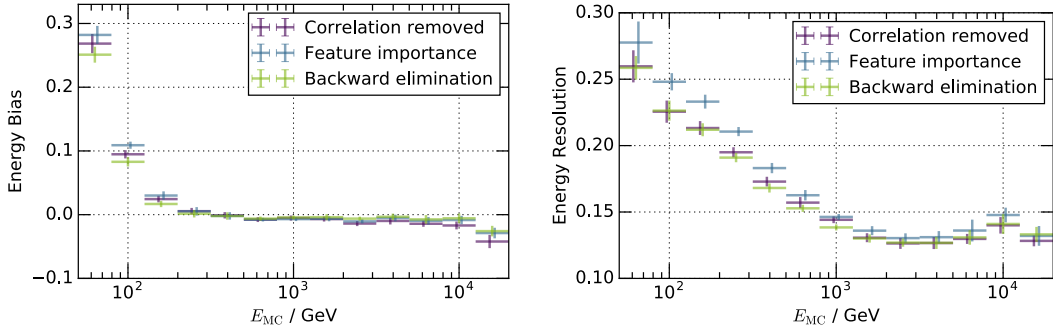 0.3
0.2
0.1
0.0
−0.1
Energy Bias
Correlation removed
Feature importance
Backward elimination
10²
10³
10⁴
E_MC / GeV
0.30
0.25
0.20
0.15
0.10
Energy Resolution
Correlation removed
Feature importance
Backward elimination
10²
10³
10⁴
E_MC / GeV